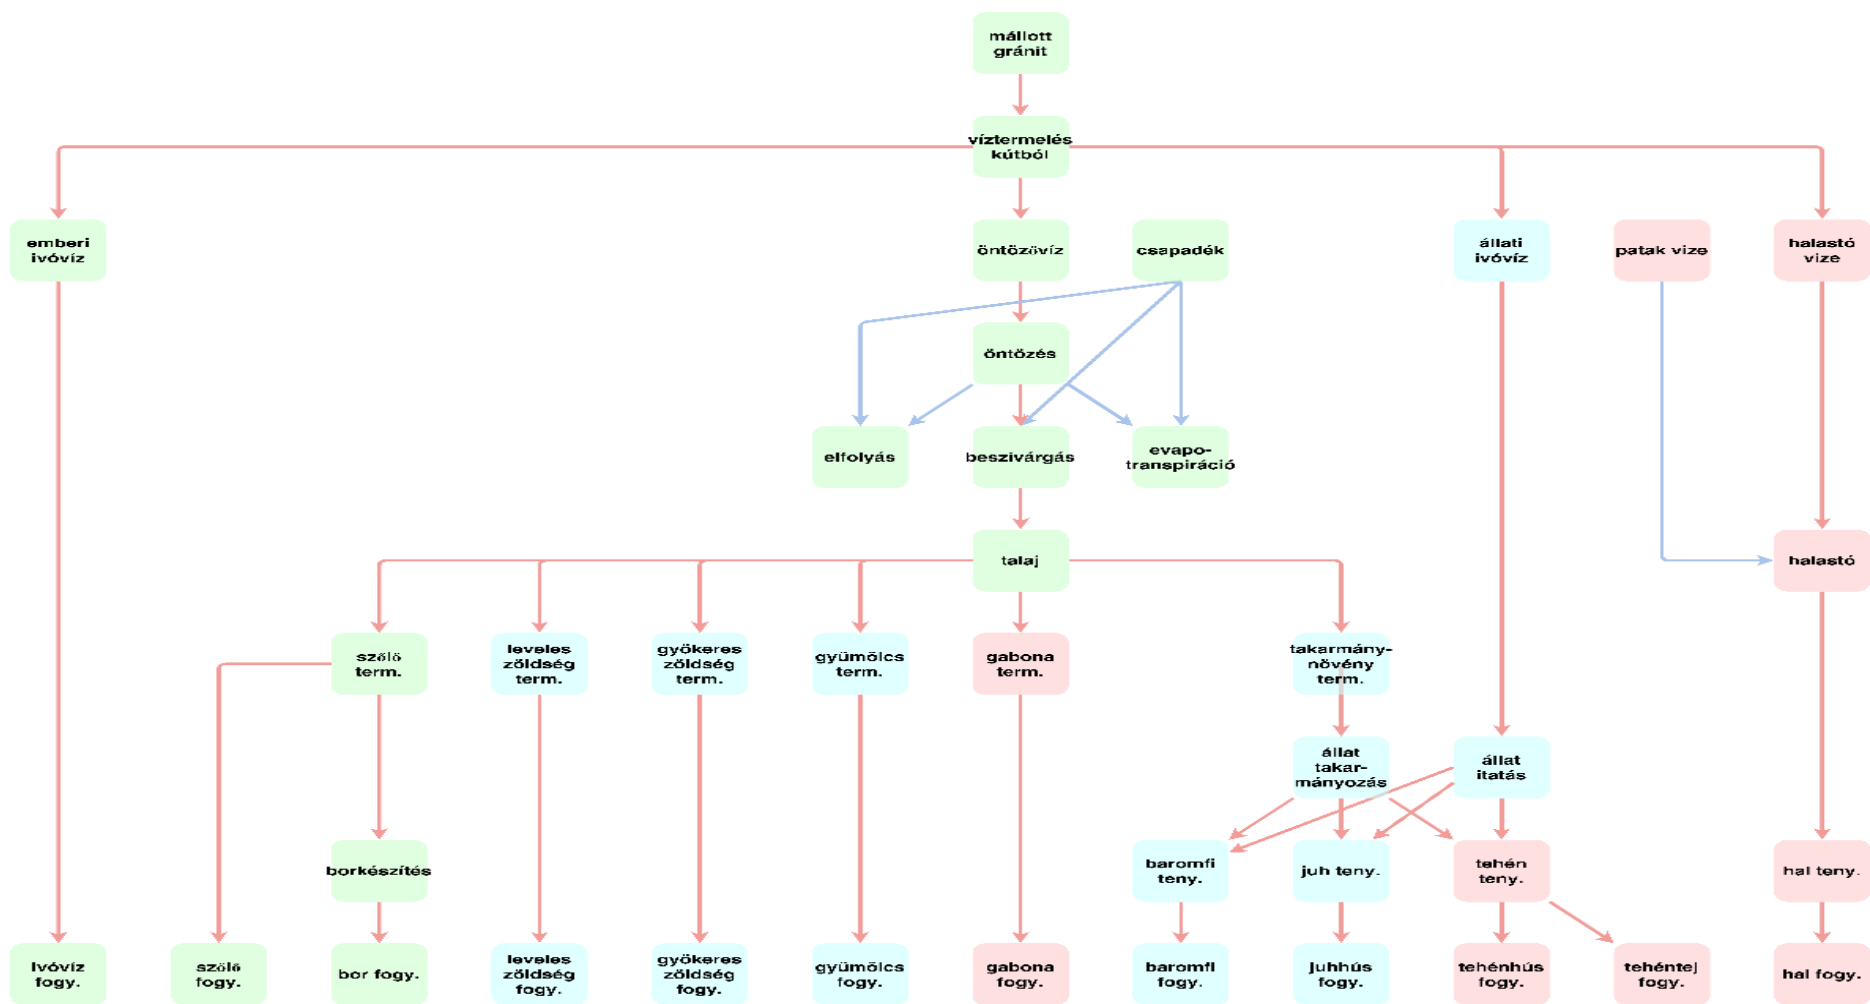 mállott
gránit
víztermelés
kútból
emberi
ivóvíz
öntözővíz
csapadék
állati
ivóvíz
patak vize
halastó
vize
öntözés
elfolyás
beszivárgás
evapo-
transpiráció
talaj
halastó
szőlő
term.
leveles
zöldség
term.
gyökeres
zöldség
term.
gyümölcs
term.
gabona
term.
takarmány-
növény
term.
állat
takar-
mányozás
állat
itatás
borkészítés
baromfi
teny.
juh teny.
tehén
teny.
hal teny.
ivóvíz
fogy.
szőlő
fogy.
bor fogy.
leveles
zöldség
fogy.
gyökeres
zöldség
fogy.
gyümölcs
fogy.
gabona
fogy.
baromfi
fogy.
juhhús
fogy.
tehénhús
fogy.
tehéntej
fogy.
hal fogy.